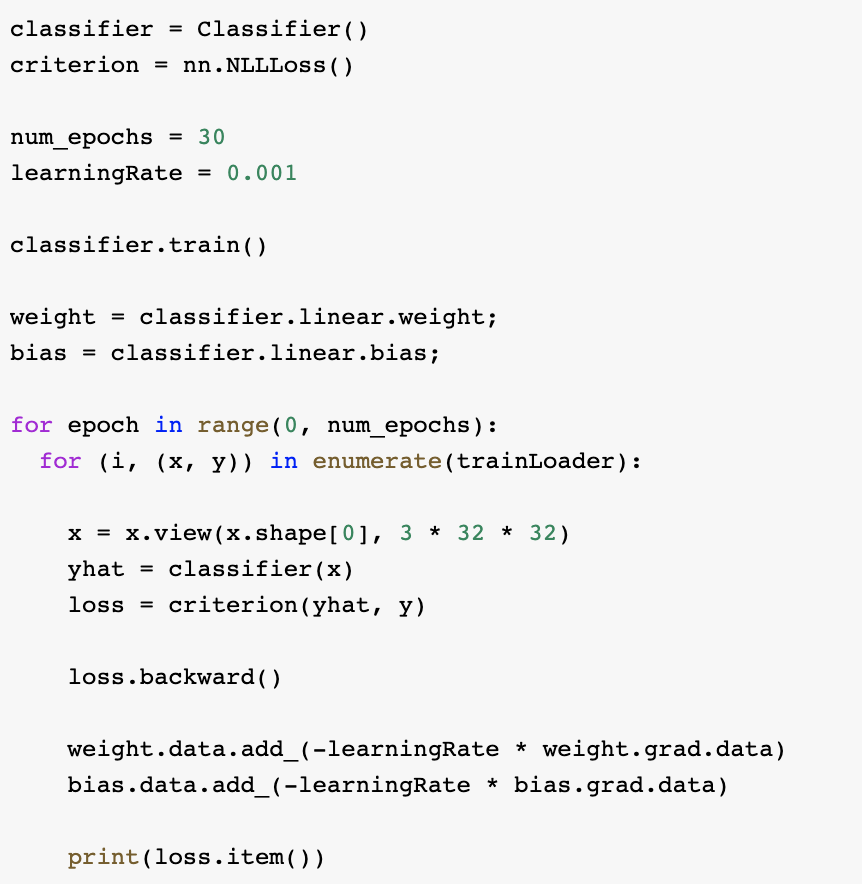 classifier = Classifier()
criterion = nn.NLLLoss()
num_epochs = 30
learningRate = 0.001
classifier.train()
weight = classifier.linear.weight;
bias = classifier.linear.bias;
for epoch in range(0, num_epochs):
  for (i, (x, y)) in enumerate(trainLoader):
    x = x.view(x.shape[0], 3 * 32 * 32)
    yhat = classifier(x)
    loss = criterion(yhat, y)
    loss.backward()
    weight.data.add_(-learningRate * weight.grad.data)
    bias.data.add_(-learningRate * bias.grad.data)
    print(loss.item())